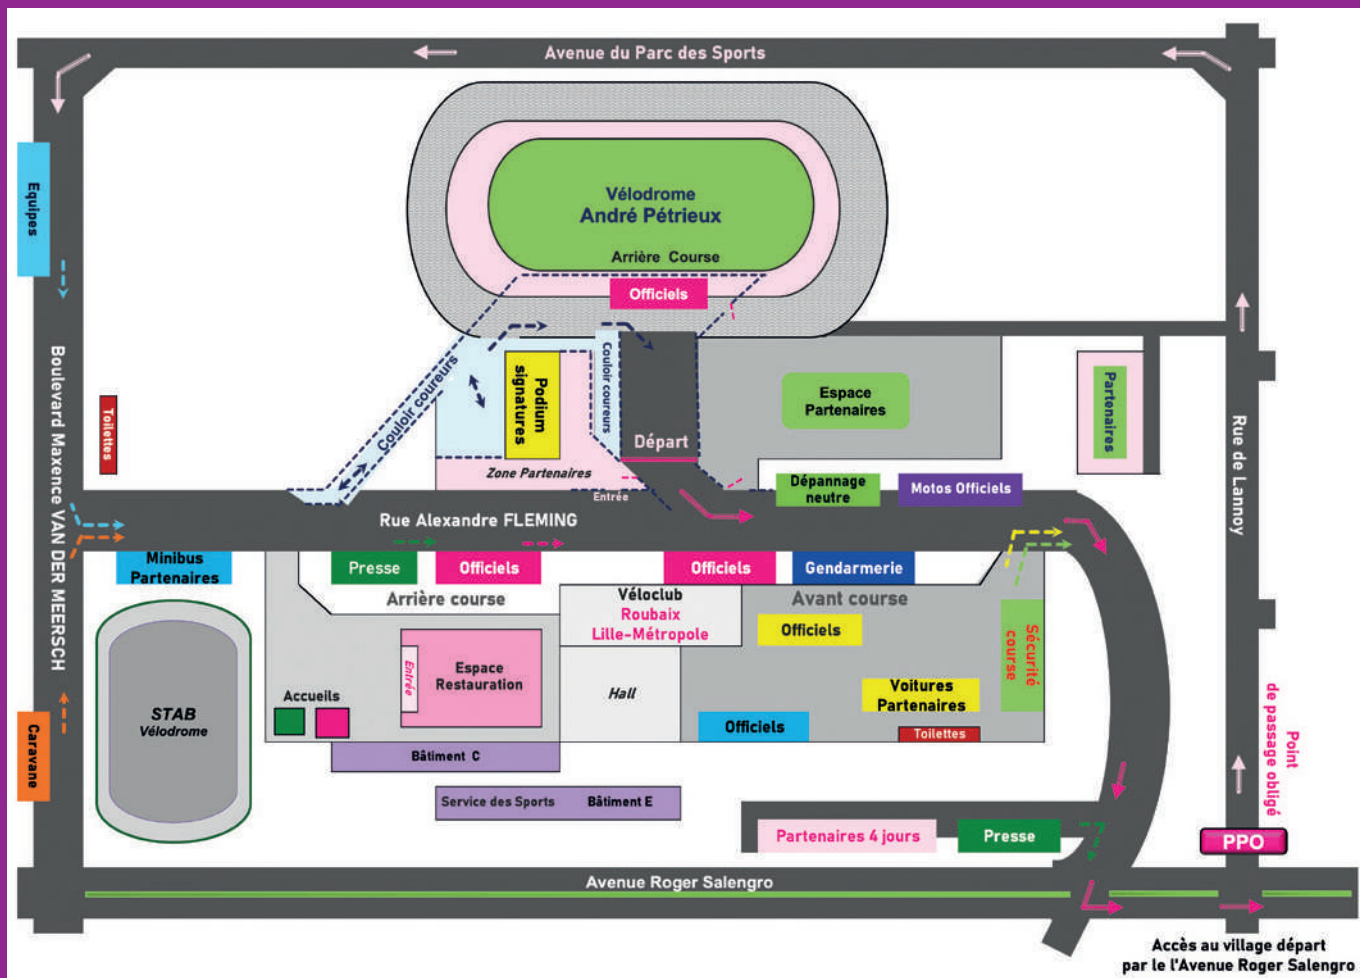 Avenue du Parc des Sports
Equipes
Vélodrome
André Pétrieux
Arrière Course
Officiels
Couloir coureurs
Podium
signatures
Couloir coureurs
Espace
Partenaires
Partenaires
Toilettes
Boulevard Maxence VAN DER MEERSCH
Rue de Lannoy
Départ
Zone Partenaires
Entrée
Dépannage
neutre
Motos Officiels
Rue Alexandre FLEMING
Minibus
Partenaires
Presse
Officiels
Officiels
Gendarmerie
Arrière course
Véloclub
Roubaix
Lille-Métropole
Avant course
Officiels
Sécurité
course
Entrée
Espace
Restauration
Hall
Accueils
Voitures
Partenaires
Officiels
Toilettes
STAB
Vélodrome
Caravane
Bâtiment C
Service des Sports
Bâtiment E
Point
de passage obligé
Partenaires 4 jours
Presse
PPO
Avenue Roger Salengro
Accès au village départ
par le l'Avenue Roger Salengro